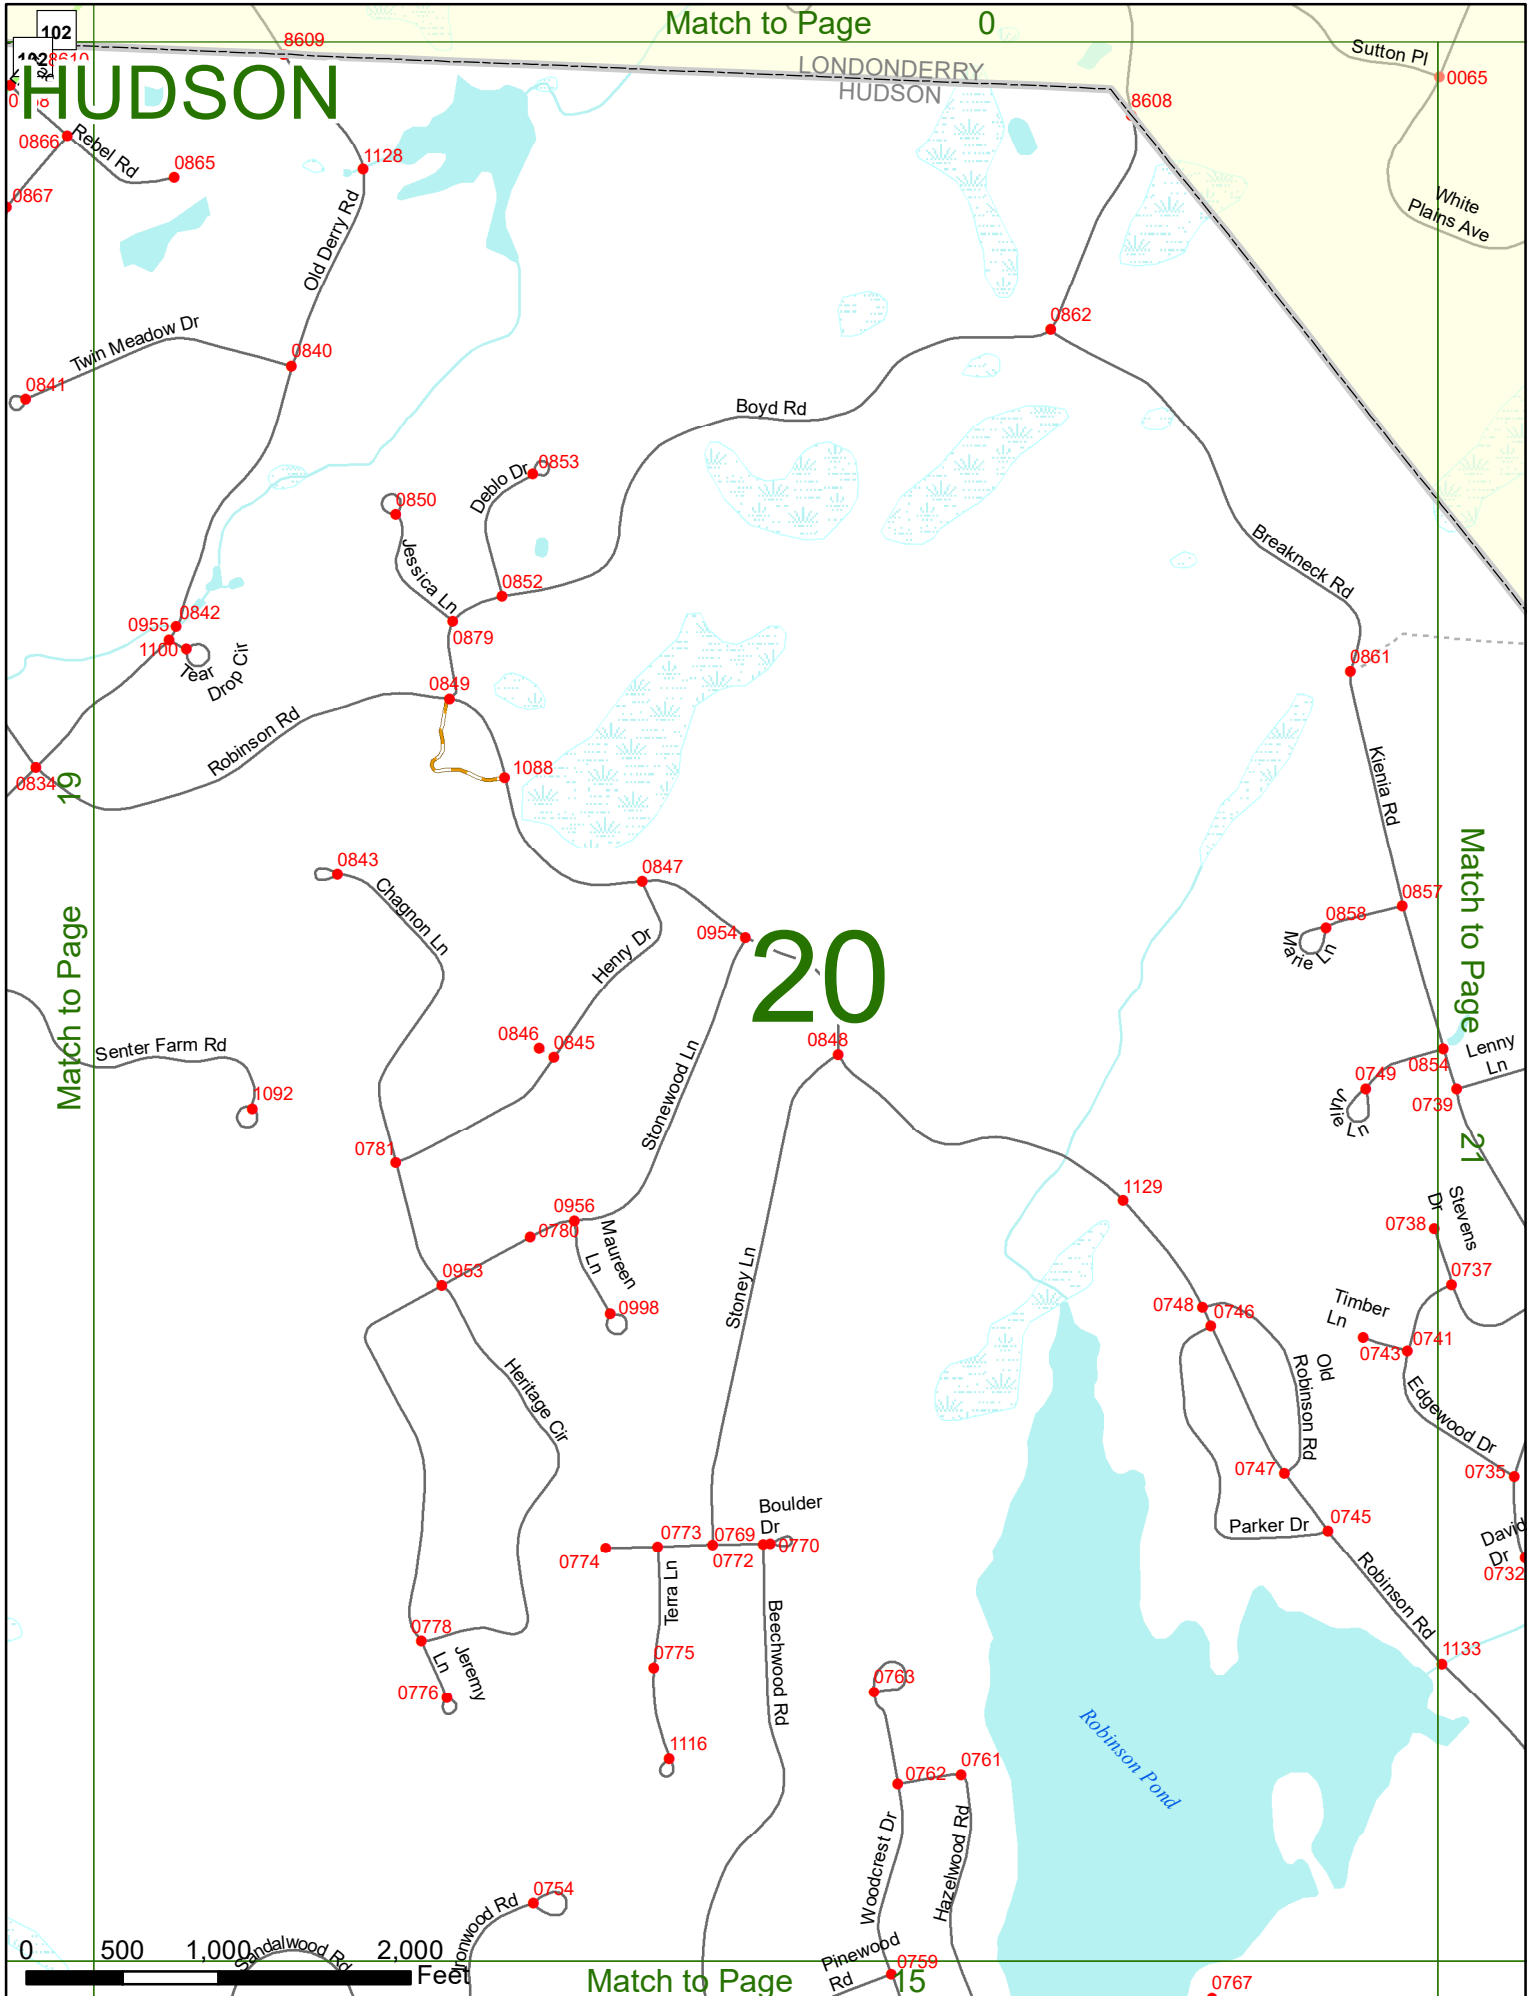 Match to Page 0
102
102
8609
8610
HUDSON
LONDONDERRY
HUDSON
Sutton Pl
0065
8608
0866
Rebel Rd
0865
1128
0867
White
Plains Ave
Old Derry Rd
0862
Twin Meadow Dr
0840
0841
Boyd Rd
Deblo Dr
0853
0850
Jessica Ln
Breakneck Rd
0852
0842
0955
0879
1100
Tear
Drop Cir
0861
0849
Robinson Rd
1088
0834
19
Kienia Rd
0843
0847
Chagnon Ln
0857
0858
Marie Ln
0954
Henry Dr
20
Match to Page
Match to Page
21
Senter Farm Rd
0846
0845
0848
Lenny
Ln
0854
0749
0739
Julie Ln
1092
Stonewood Ln
0781
1129
0956
0780
Maureen
Ln
0738
Stevens
Dr
0953
0737
0998
Stoney Ln
0748
0746
Timber
Ln
0741
0743
Old
Robinson Rd
Heritage Cir
Edgewood Dr
0747
0735
Boulder
Dr
Parker Dr
0745
0773
0769
0774
0772
0770
David
Dr
0732
Terra Ln
Robinson Rd
Beechwood Rd
0778
Jeremy
Ln
0775
1133
0776
0763
Robinson Pond
1116
0762
0761
Woodcrest Dr
Hazelwood Rd
0754
Ironwood Rd
0 500 1,000 2,000
Feet
Sandalwood Rd
Pinewood
Rd
0759
Match to Page 15
0767